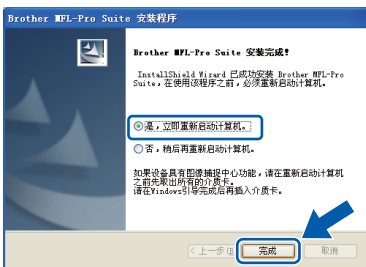 Brother MFL-Pro Suite 安装程序
Brother MFL-Pro Suite 安装完成!
InstallShield Wizard 已成功安装 Brother MFL-Pro
Suite,在使用该程序之前,必须重新启动计算机。
是,立即重新启动计算机。
否,稍后再重新启动计算机。
如果设备具有图像捕捉中心功能,请在重新启动计算机
之前先取出所有的介质卡。
请在Windows引导完成后再插入介质卡。
<上一步(B) 完成 取消